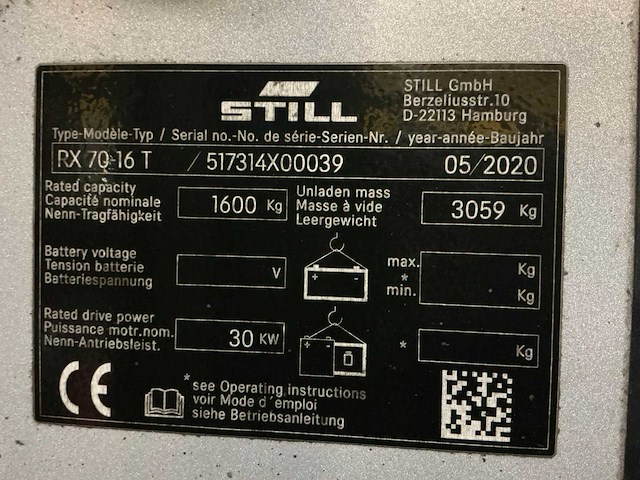 STILL
STILL GmbH
Berzeliusstr.10
D-22113 Hamburg
Type-Modèle-Typ / Serial no.-No. de série-Serien-Nr. / year-année-Baujahr
RX 70-16 T / 517314X00039 05/2020
Rated capacity
Capacité nominale
Nenn-Tragfähigkeit
1600 Kg
Unladen mass
Masse à vide
Leergewicht
3059 Kg
Battery voltage
Tension batterie
Batteriespannung
V
+ -
max.
*
min.
Kg
Kg
Rated drive power
Puissance motr.nom.
Nenn-Antriebsleist.
30 KW
+ -
*
Kg
CE
*see Operating instructions
voir Mode d'emploi
siehe Betriebsanleitung